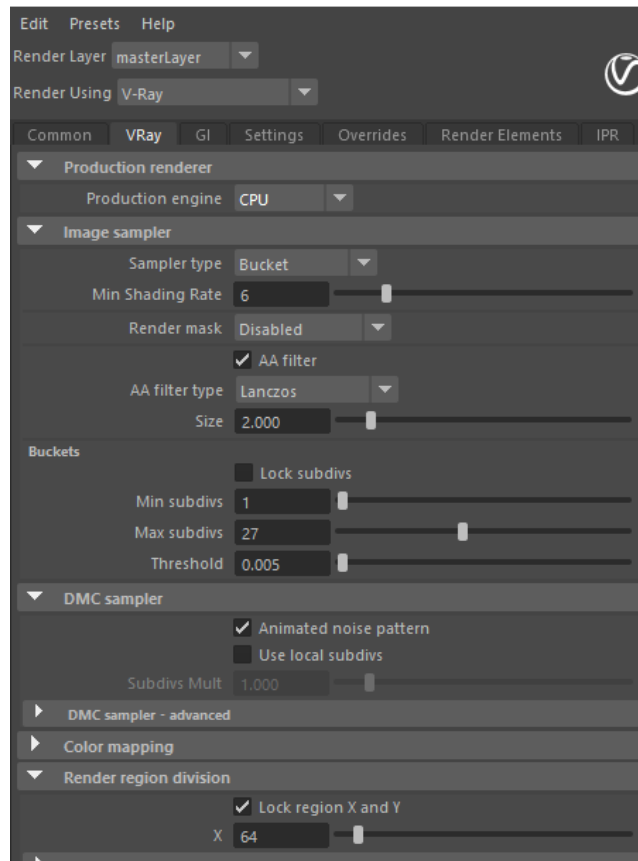 Edit Presets Help
Render Layer masterLayer
Render Using V-Ray
Common VRay GI Settings Overrides Render Elements IPR
Production renderer
Production engine CPU
Image sampler
Sampler type Bucket
Min Shading Rate 6
Render mask Disabled
AA filter
AA filter type Lanczos
Size 2.000
Buckets
Lock subdivs
Min subdivs 1
Max subdivs 27
Threshold 0.005
DMC sampler
Animated noise pattern
Use local subdivs
Subdivs Mult 1.000
DMC sampler - advanced
Color mapping
Render region division
Lock region X and Y
X 64